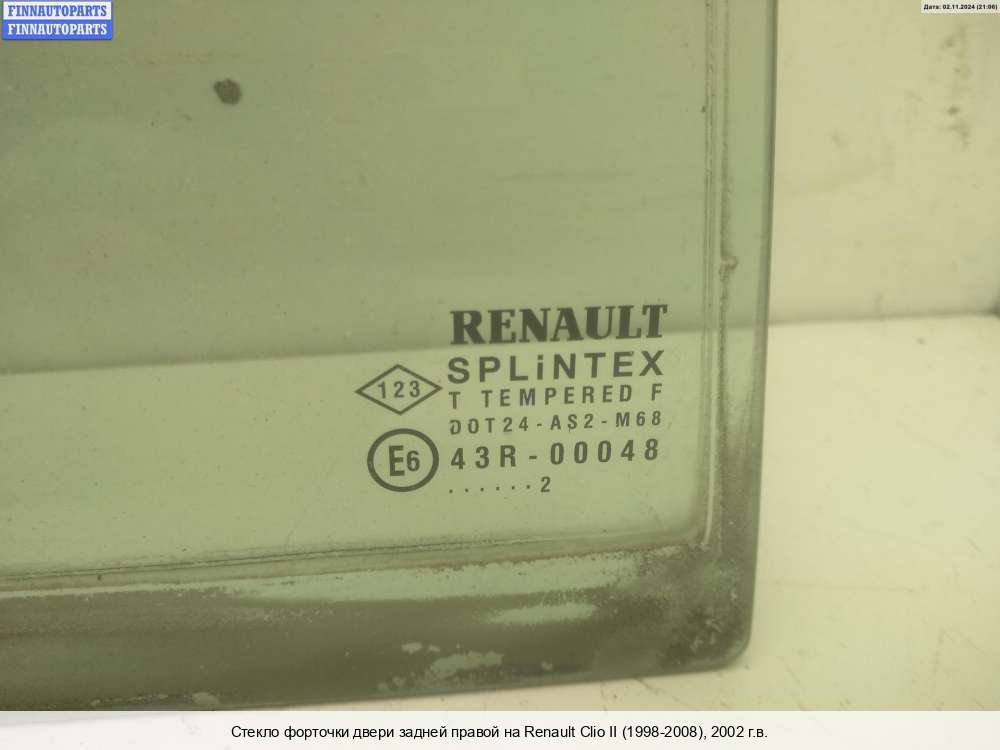 FINNAUTOPARTS
FINNAUTOPARTS
Дата: 02.11.2024 (21:06)
RENAULT
SPLiNTEX
123
T TEMPERED F
DOT24-AS2-M68
E6 43R-00048
......2
Стекло форточки двери задней правой на Renault Clio II (1998-2008), 2002 г.в.